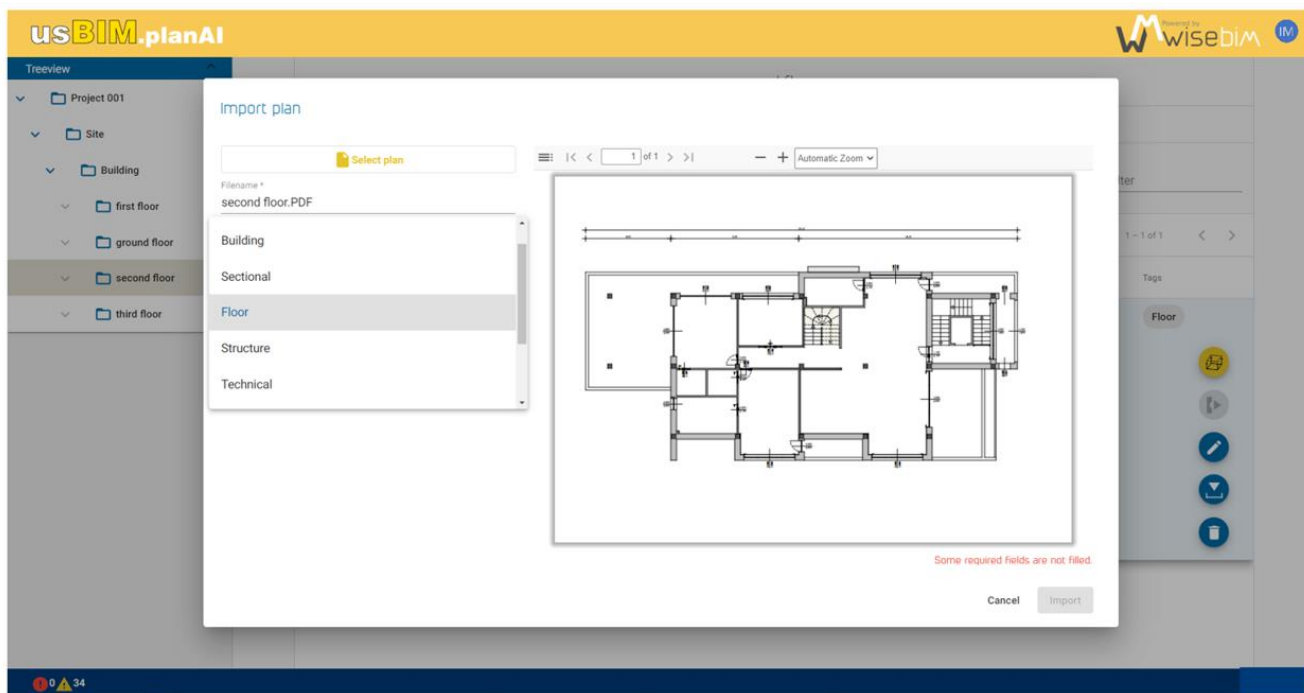 usBIM.planAI
Powered by
wisebim
IM
Treeview
Project 001
Site
Building
first floor
ground floor
second floor
third floor
Import plan
Select plan
Filename *
second floor.PDF
Building
Sectional
Floor
Structure
Technical
1 of 1
Automatic Zoom
Some required fields are not filled.
Cancel
Import
1 – 1 of 1
Tags
Floor
0
34